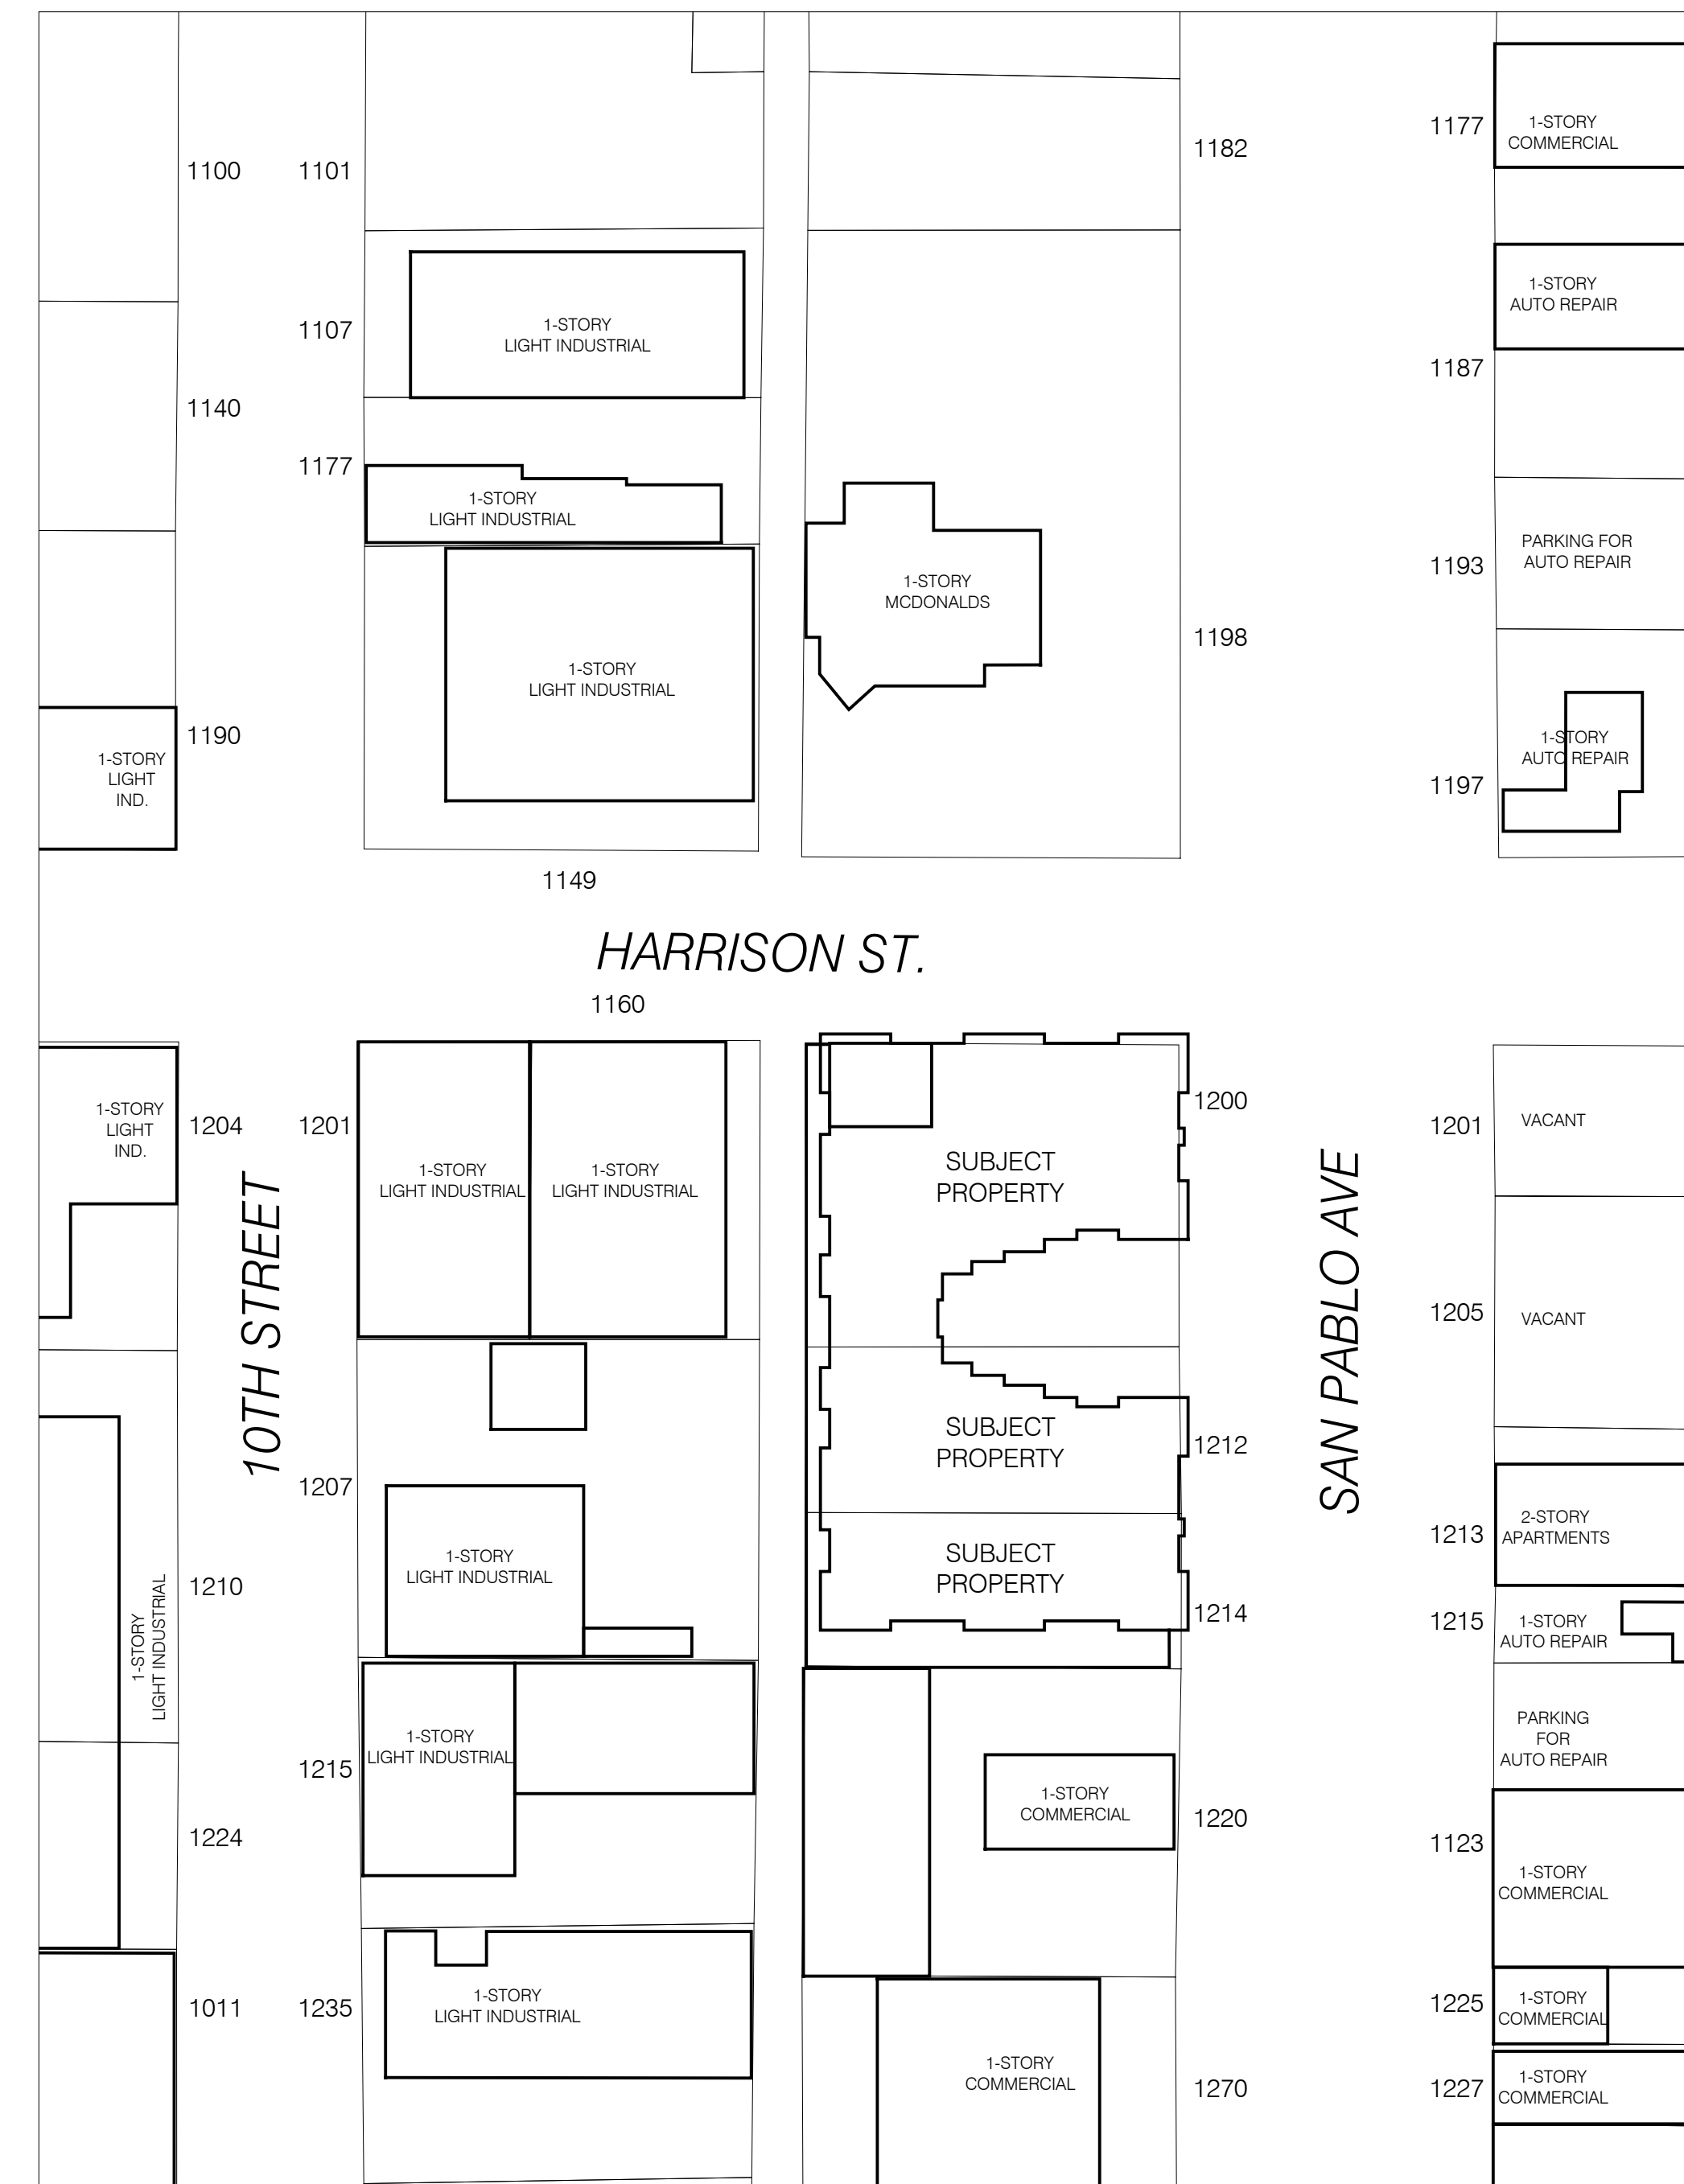 1100
1101
1182
1177
1-STORY
COMMERCIAL
1107
1-STORY
LIGHT INDUSTRIAL
1-STORY
AUTO REPAIR
1187
1140
1177
1-STORY
LIGHT INDUSTRIAL
1-STORY
MCDONALDS
1193
PARKING FOR
AUTO REPAIR
1-STORY
LIGHT INDUSTRIAL
1198
1190
1-STORY
LIGHT
IND.
1-STORY
AUTO REPAIR
1197
1149
HARRISON ST.
1160
1-STORY
LIGHT
IND.
1204
1201
1-STORY
LIGHT INDUSTRIAL
1-STORY
LIGHT INDUSTRIAL
SUBJECT
PROPERTY
1200
1201
VACANT
10TH STREET
SAN PABLO AVE
1205
VACANT
SUBJECT
PROPERTY
1212
1207
1-STORY
LIGHT INDUSTRIAL
SUBJECT
PROPERTY
1214
1213
2-STORY
APARTMENTS
1215
1-STORY
AUTO REPAIR
1-STORY
LIGHT INDUSTRIAL
1210
1215
1-STORY
LIGHT INDUSTRIAL
PARKING
FOR
AUTO REPAIR
1-STORY
COMMERCIAL
1220
1224
1123
1-STORY
COMMERCIAL
1011
1235
1-STORY
LIGHT INDUSTRIAL
1225
1-STORY
COMMERCIAL
1-STORY
COMMERCIAL
1270
1227
1-STORY
COMMERCIAL